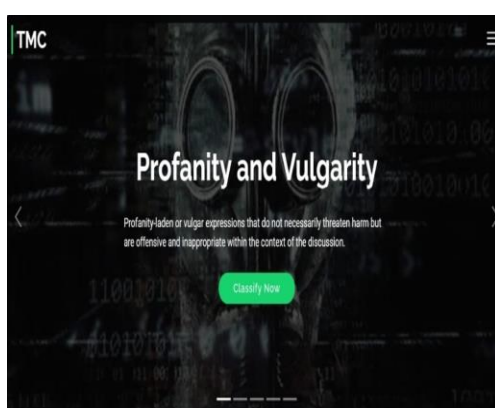 TMC
Profanity and Vulgarity
Profanity-laden or vulgar expressions that do not necessarily threaten harm but
are offensive and inappropriate within the context of the discussion.
Classify Now